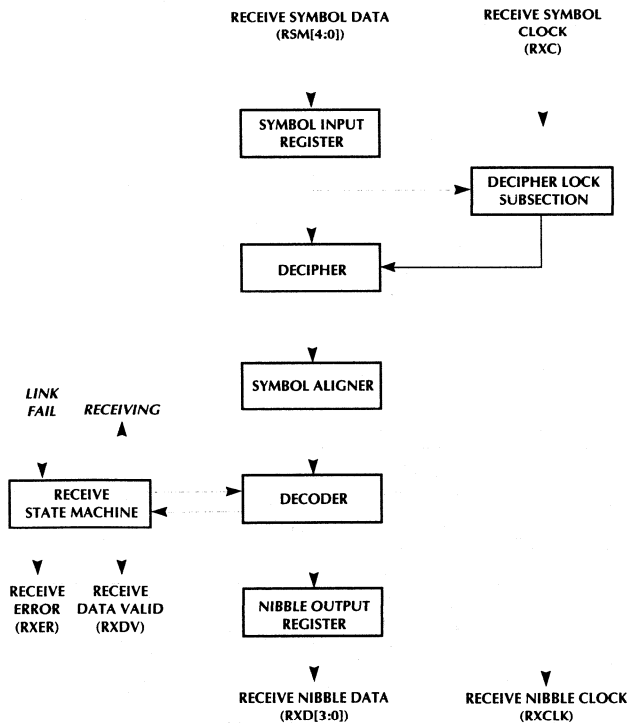 RECEIVE SYMBOL DATA
(RSM[4:0])
RECEIVE SYMBOL
CLOCK
(RXC)
SYMBOL INPUT
REGISTER
DECIPHER LOCK
SUBSECTION
DECIPHER
SYMBOL ALIGNER
LINK
FAIL
RECEIVING
RECEIVE
STATE MACHINE
DECODER
RECEIVE
ERROR
(RXER)
RECEIVE
DATA VALID
(RXDV)
NIBBLE OUTPUT
REGISTER
RECEIVE NIBBLE DATA
(RXD[3:0])
RECEIVE NIBBLE CLOCK
(RXCLK)